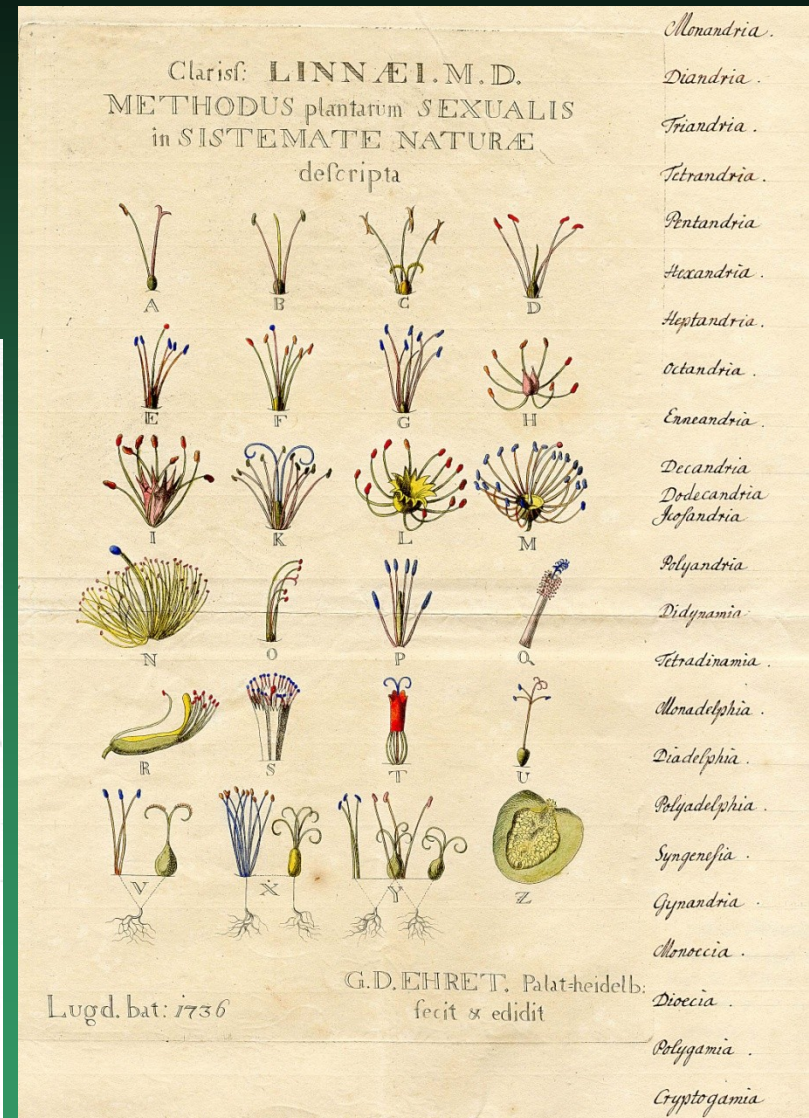 Clarisſ: LINNÆI. M. D.
METHODUS plantarum SEXUALIS
in SISTEMATE NATURÆ
deſcripta
A B C D
E F G H
I K L M
N O P Q
R S T U
V X Y Z
Lugd. bat: 1736
G.D. EHRET. Palat=heidelb:
fecit & edidit
Monandria.
Diandria.
Triandria.
Tetrandria.
Pentandria
Hexandria.
Heptandria.
Octandria.
Enneandria.
Decandria
Dodecandria
Jcoſandria
Polyandria
Didynamia
Tetradinamia.
Monadelphia.
Diadelphia.
Polyadelphia.
Syngeneſia.
Gynandria.
Monoecia.
Dioecia.
Polygamia.
Cryptogamia